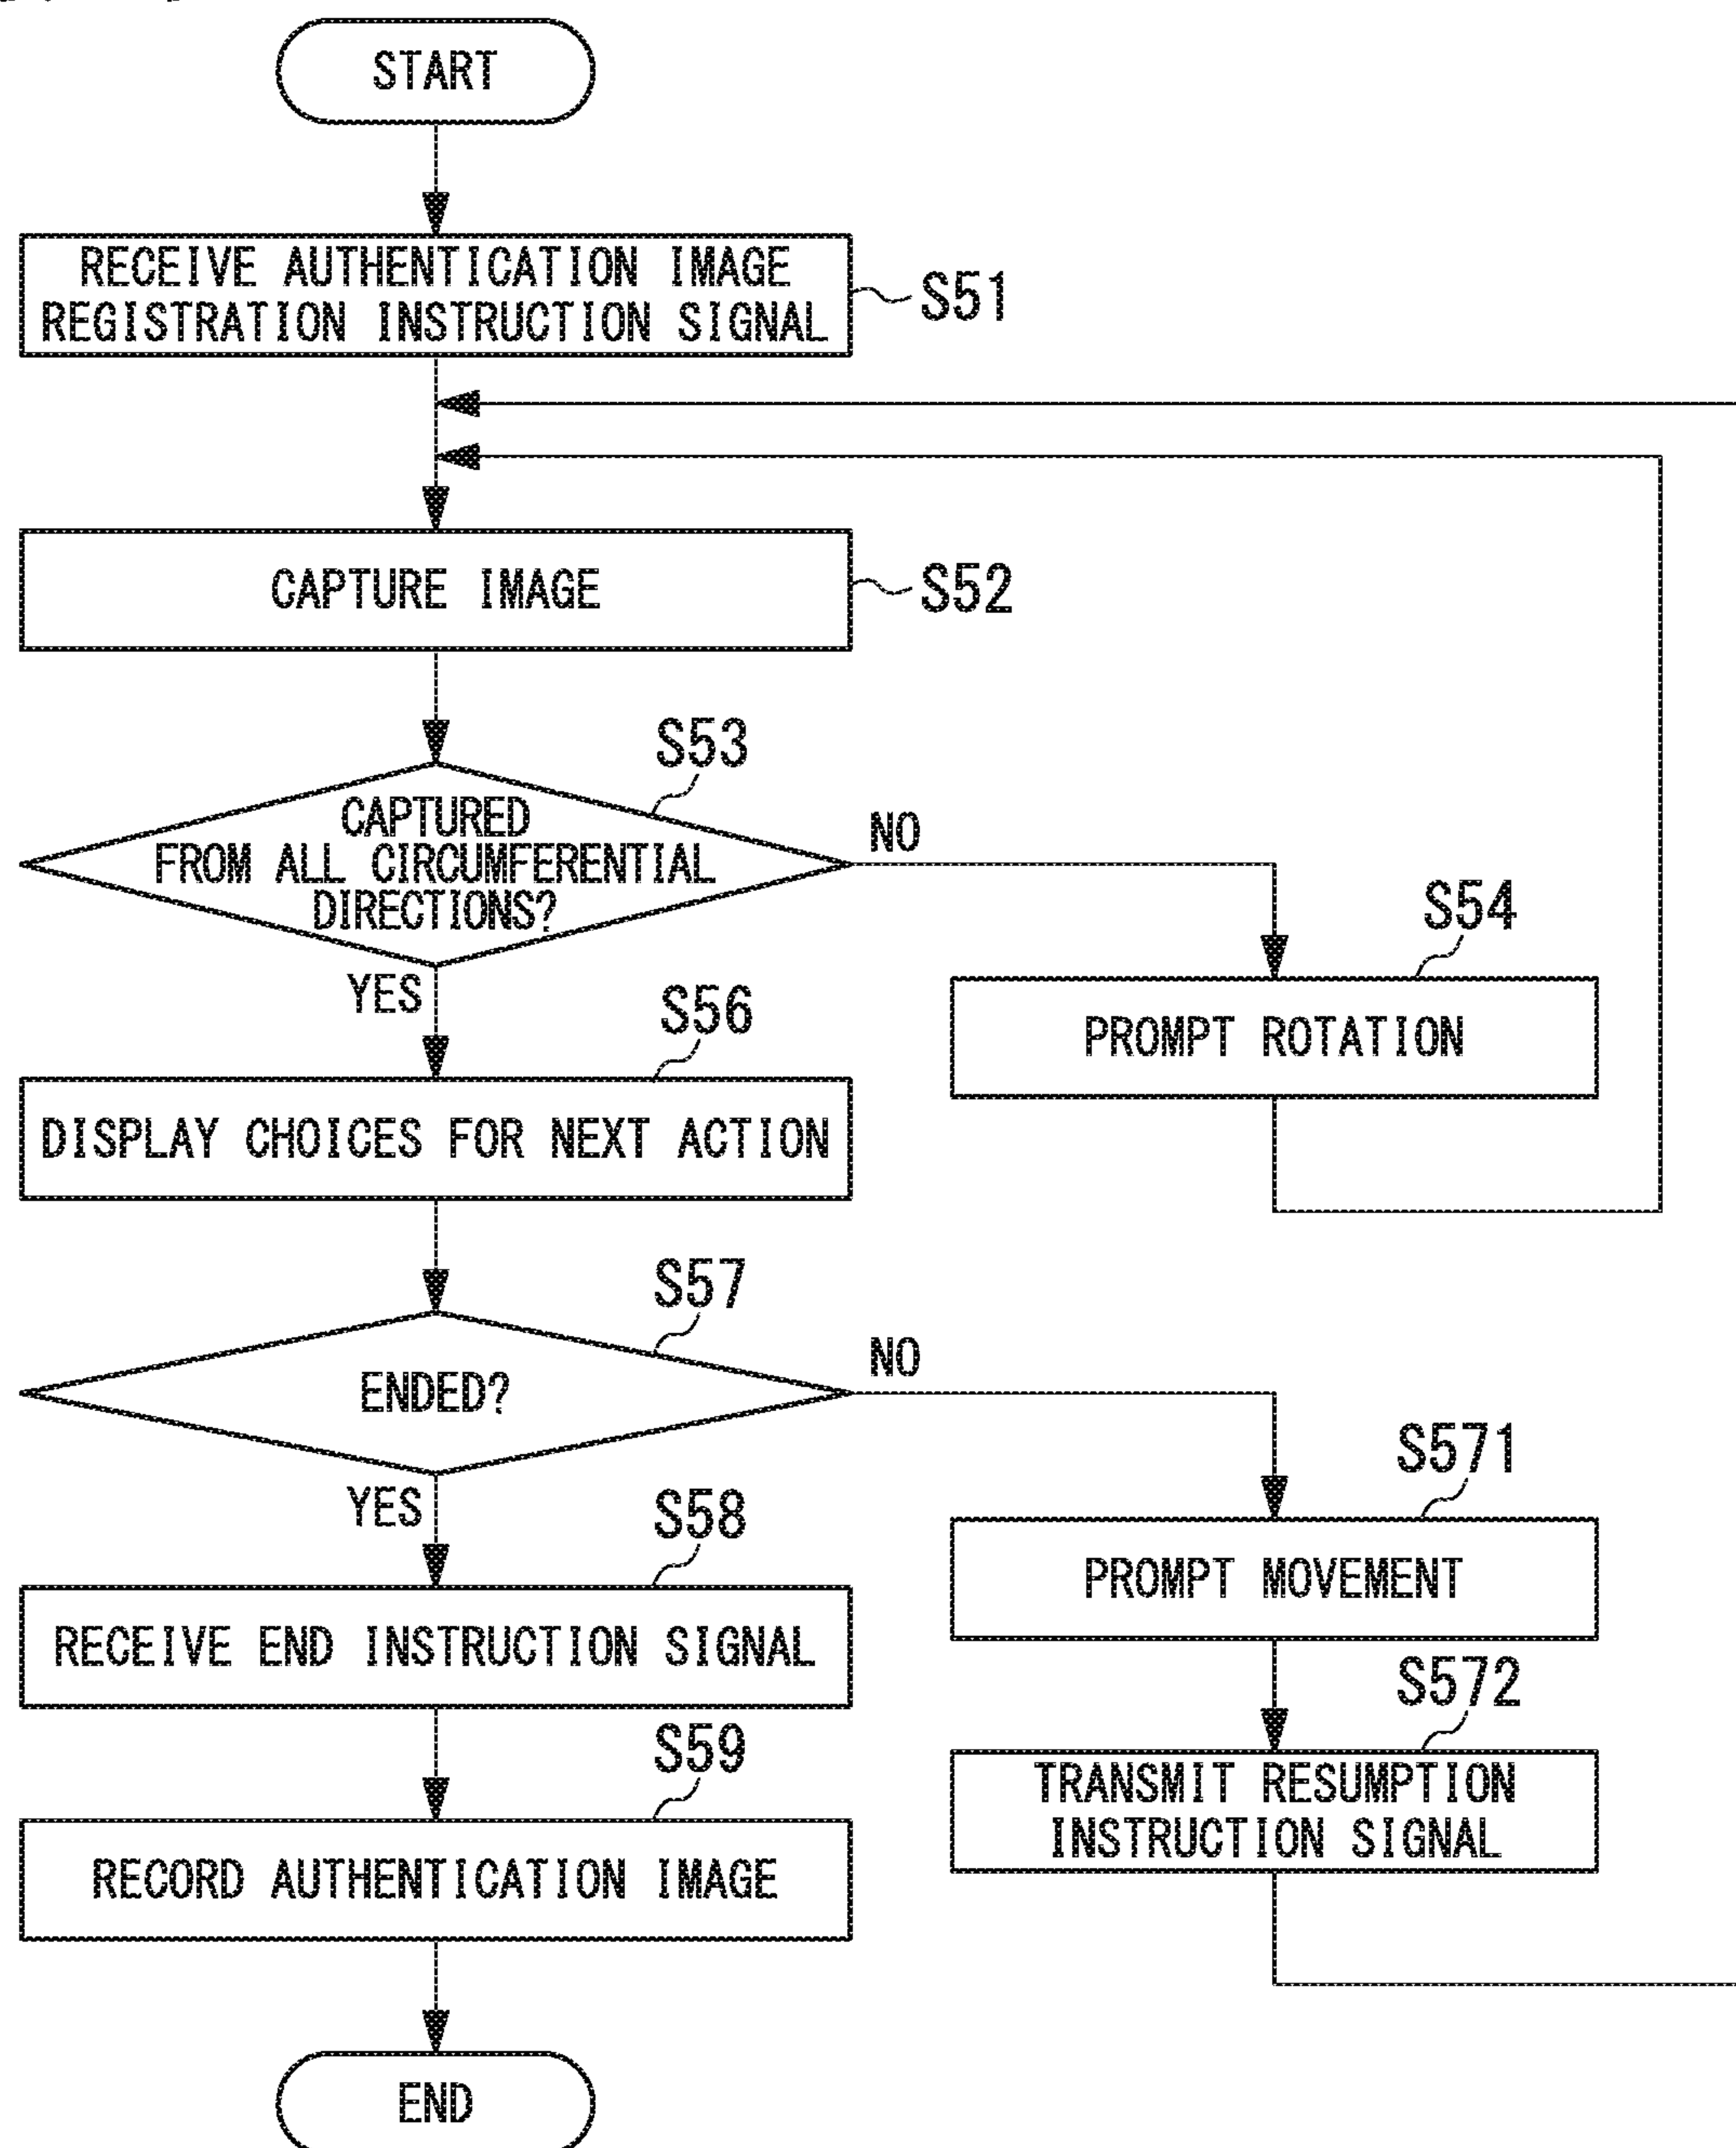 START
RECEIVE AUTHENTICATION IMAGE
REGISTRATION INSTRUCTION SIGNAL
S51
CAPTURE IMAGE
S52
S53
CAPTURED
FROM ALL CIRCUMFERENTIAL
DIRECTIONS?
NO
YES
S54
PROMPT ROTATION
S56
DISPLAY CHOICES FOR NEXT ACTION
S57
ENDED?
NO
YES
S571
PROMPT MOVEMENT
S58
RECEIVE END INSTRUCTION SIGNAL
S572
TRANSMIT RESUMPTION
INSTRUCTION SIGNAL
S59
RECORD AUTHENTICATION IMAGE
END